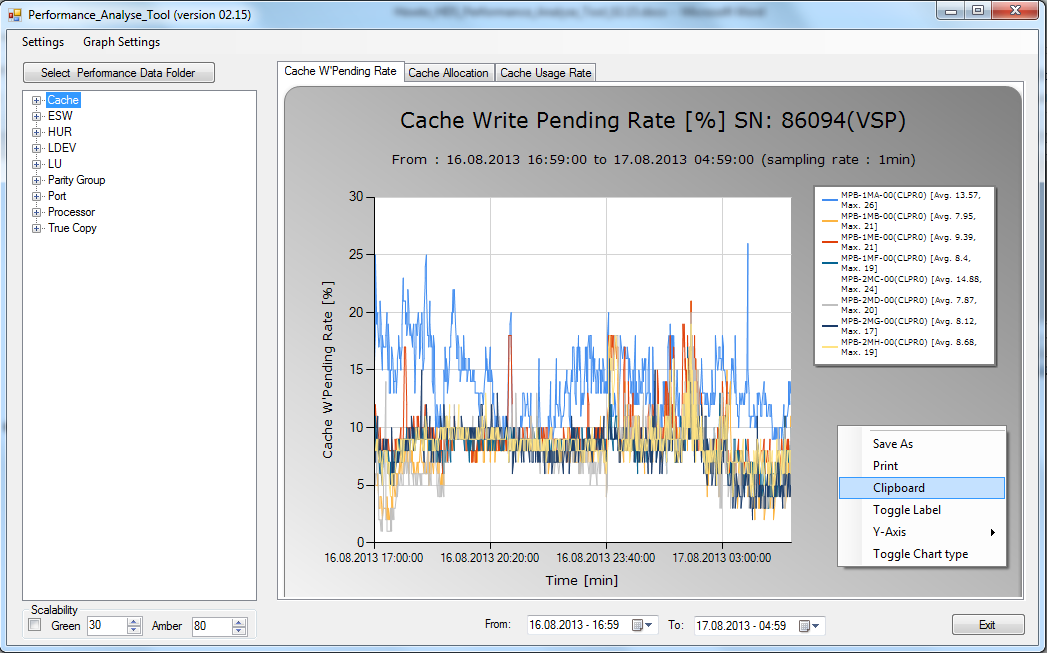 Performance_Analyse_Tool (version 02.15)
Settings Graph Settings
Select Performance Data Folder
Cache
ESW
HUR
LDEV
LU
Parity Group
Port
Processor
True Copy
Scalability
Green 30 Amber 80
Cache W'Pending Rate Cache Allocation Cache Usage Rate
Cache Write Pending Rate [%] SN: 86094(VSP)
From : 16.08.2013 16:59:00 to 17.08.2013 04:59:00 (sampling rate : 1min)
Cache W'Pending Rate [%]
30
25
20
15
10
5
0
16.08.2013 17:00:00 16.08.2013 20:20:00 16.08.2013 23:40:00 17.08.2013 03:00:00
Time [min]
MPB-1MA-00(CLPR0) [Avg. 13.57,
Max. 26]
MPB-1MB-00(CLPR0) [Avg. 7.95,
Max. 21]
MPB-1ME-00(CLPR0) [Avg. 9.39,
Max. 21]
MPB-1MF-00(CLPR0) [Avg. 8.4,
Max. 19]
MPB-2MC-00(CLPR0) [Avg. 14.88,
Max. 24]
MPB-2MD-00(CLPR0) [Avg. 7.87,
Max. 20]
MPB-2MG-00(CLPR0) [Avg. 8.12,
Max. 17]
MPB-2MH-00(CLPR0) [Avg. 8.68,
Max. 19]
Save As
Print
Clipboard
Toggle Label
Y-Axis
Toggle Chart type
From: 16.08.2013 - 16:59 To: 17.08.2013 - 04:59
Exit